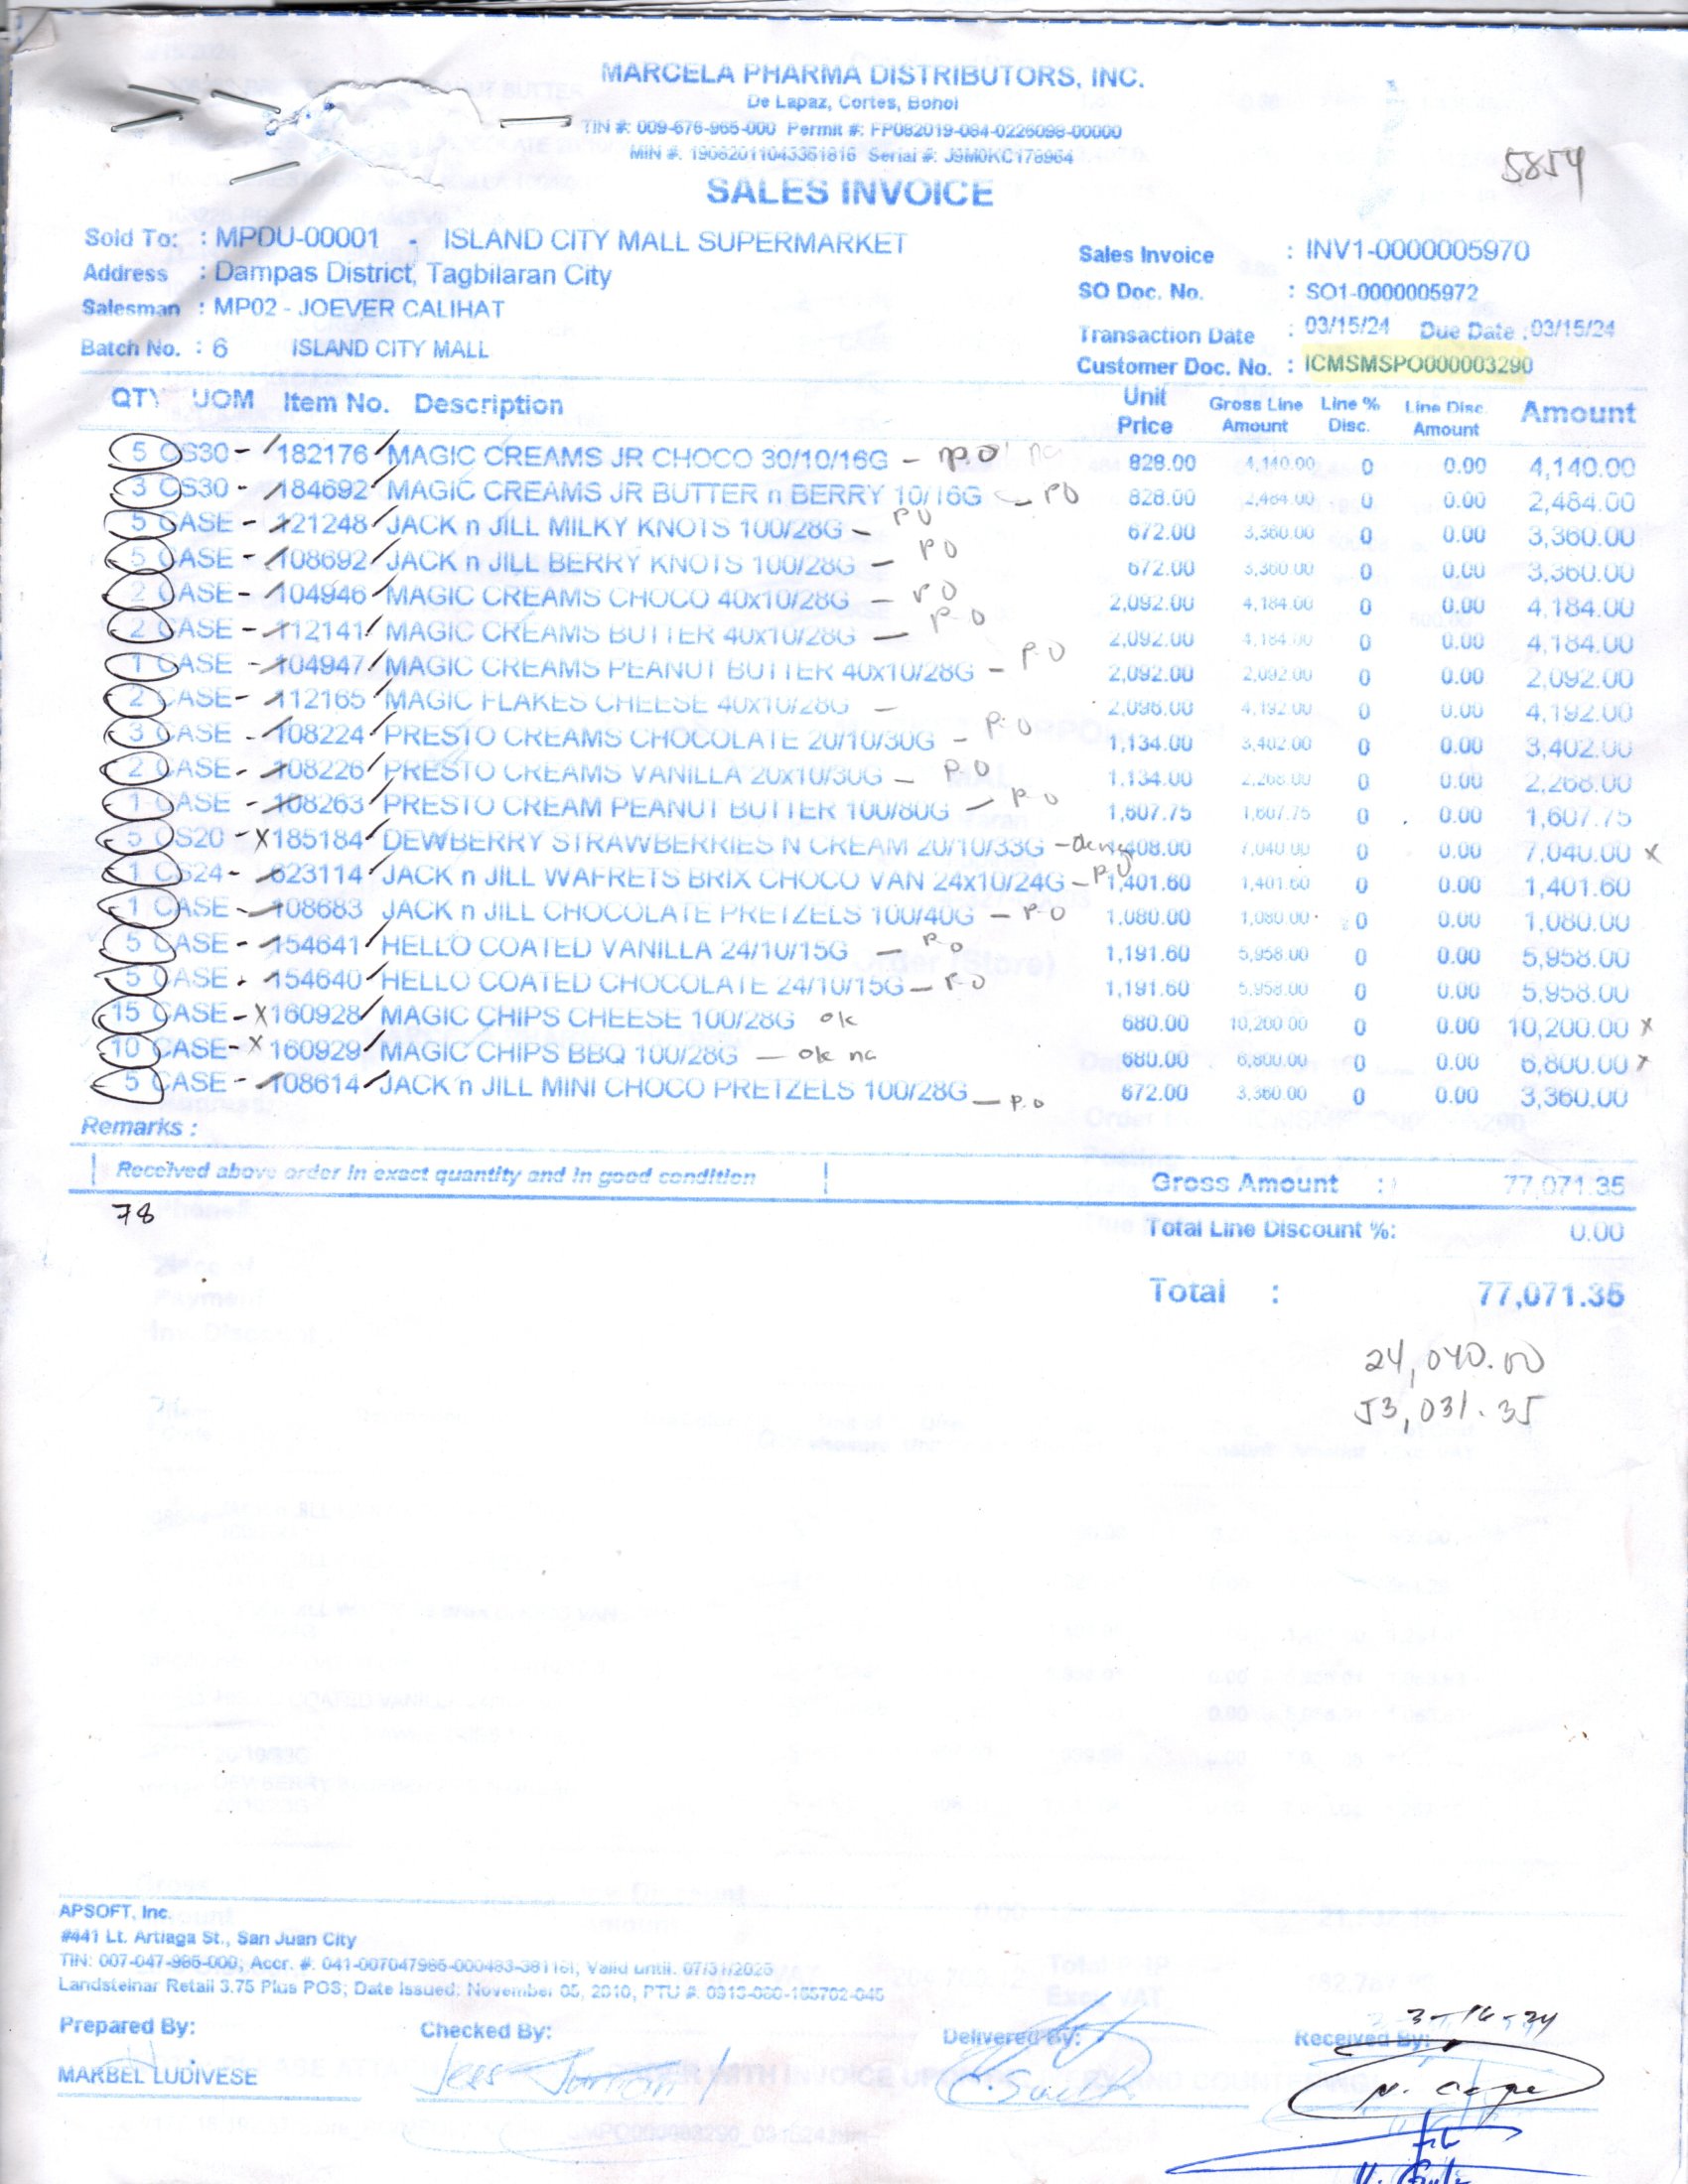 MARCELA PHARMA DISTRIBUTORS, INC.
De Lapaz, Cortes, Bohol
TIN #: 009-676-965-000 Permit #: FP082019-084-0226098-00000
MIN #: 19082011043351816 Serial #: J9M0KC178964
5854
SALES INVOICE
Sold To: : MPDU-00001 - ISLAND CITY MALL SUPERMARKET
Address : Dampas District, Tagbilaran City
Salesman : MP02 - JOEVER CALIHAT
Batch No. : 6 ISLAND CITY MALL
Sales Invoice : INV1-0000005970
SO Doc. No. : SO1-0000005972
Transaction Date : 03/15/24 Due Date : 03/15/24
Customer Doc. No. : ICMSMSPO000003290
QTY UOM Item No. Description Unit Price Gross Line Amount Line % Disc. Line Disc. Amount Amount
5 CS30 - 182176 MAGIC CREAMS JR CHOCO 30/10/16G - P.O 828.00 4,140.00 0 0.00 4,140.00
3 CS30 - 184692 MAGIC CREAMS JR BUTTER n BERRY 10/16G - PO 828.00 2,484.00 0 0.00 2,484.00
5 CASE - 121248 JACK n JILL MILKY KNOTS 100/28G - PO 672.00 3,360.00 0 0.00 3,360.00
5 CASE - 108692 JACK n JILL BERRY KNOTS 100/28G - PO 672.00 3,360.00 0 0.00 3,360.00
2 CASE - 104946 MAGIC CREAMS CHOCO 40x10/28G - PO 2,092.00 4,184.00 0 0.00 4,184.00
2 CASE - 112141 MAGIC CREAMS BUTTER 40x10/28G - P.O 2,092.00 4,184.00 0 0.00 4,184.00
1 CASE - 104947 MAGIC CREAMS PEANUT BUTTER 40x10/28G - P.O 2,092.00 2,092.00 0 0.00 2,092.00
2 CASE - 112165 MAGIC FLAKES CHEESE 40x10/28G - 2,096.00 4,192.00 0 0.00 4,192.00
3 CASE - 108224 PRESTO CREAMS CHOCOLATE 20/10/30G - P.O 1,134.00 3,402.00 0 0.00 3,402.00
2 CASE - 108226 PRESTO CREAMS VANILLA 20x10/30G - P.O 1,134.00 2,268.00 0 0.00 2,268.00
1 CASE - 108263 PRESTO CREAM PEANUT BUTTER 100/80G - P.O 1,607.75 1,607.75 0 0.00 1,607.75
5 CS20 - x 185184 DEWBERRY STRAWBERRIES N CREAM 20/10/33G - 1,408.00 7,040.00 0 0.00 7,040.00 x
1 CS24 - 623114 JACK n JILL WAFRETS BRIX CHOCO VAN 24x10/24G - P.O 1,401.60 1,401.60 0 0.00 1,401.60
1 CASE - 108683 JACK n JILL CHOCOLATE PRETZELS 100/40G - P.O 1,080.00 1,080.00 0 0.00 1,080.00
5 CASE - 154641 HELLO COATED VANILLA 24/10/15G - P.O 1,191.60 5,958.00 0 0.00 5,958.00
5 CASE - 154640 HELLO COATED CHOCOLATE 24/10/15G - P.O 1,191.60 5,958.00 0 0.00 5,958.00
15 CASE - x 160928 MAGIC CHIPS CHEESE 100/28G ok 680.00 10,200.00 0 0.00 10,200.00 x
10 CASE - x 160929 MAGIC CHIPS BBQ 100/28G - ok na 680.00 6,800.00 0 0.00 6,800.00 x
5 CASE - 108614 JACK n JILL MINI CHOCO PRETZELS 100/28G - P.O 672.00 3,360.00 0 0.00 3,360.00
Remarks :
Received above order in exact quantity and in good condition
Gross Amount : 77,071.35
78
Total Line Discount %: 0.00
Total : 77,071.35
24,040.00
53,031.35
APSOFT, Inc.
#441 Lt. Artiaga St., San Juan City
TIN: 007-047-985-000; Accr. #: 041-007047985-000483-381181; Valid until: 07/31/2025
Landsteinar Retail 3.75 Plus POS; Date Issued: November 05, 2010, PTU #: 0913-080-165702-045
Prepared By: Checked By: Delivered By: Received By:
3-16-24
MARBEL LUDIVESE